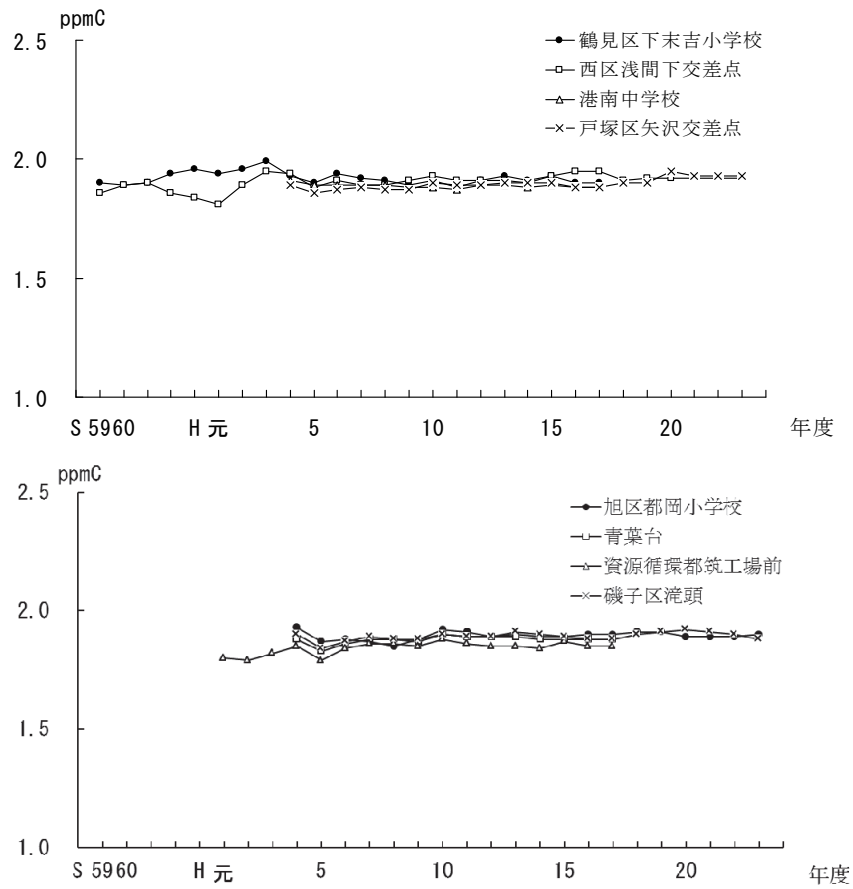 ppmC
2.5
鶴見区下末吉小学校
西区浅間下交差点
港南中学校
戸塚区矢沢交差点
2.0
1.5
1.0
S 5960 H 元 5 10 15 20 年度
ppmC
2.5
旭区都岡小学校
青葉台
資源循環都筑工場前
磯子区滝頭
2.0
1.5
1.0
S 5960 H 元 5 10 15 20 年度